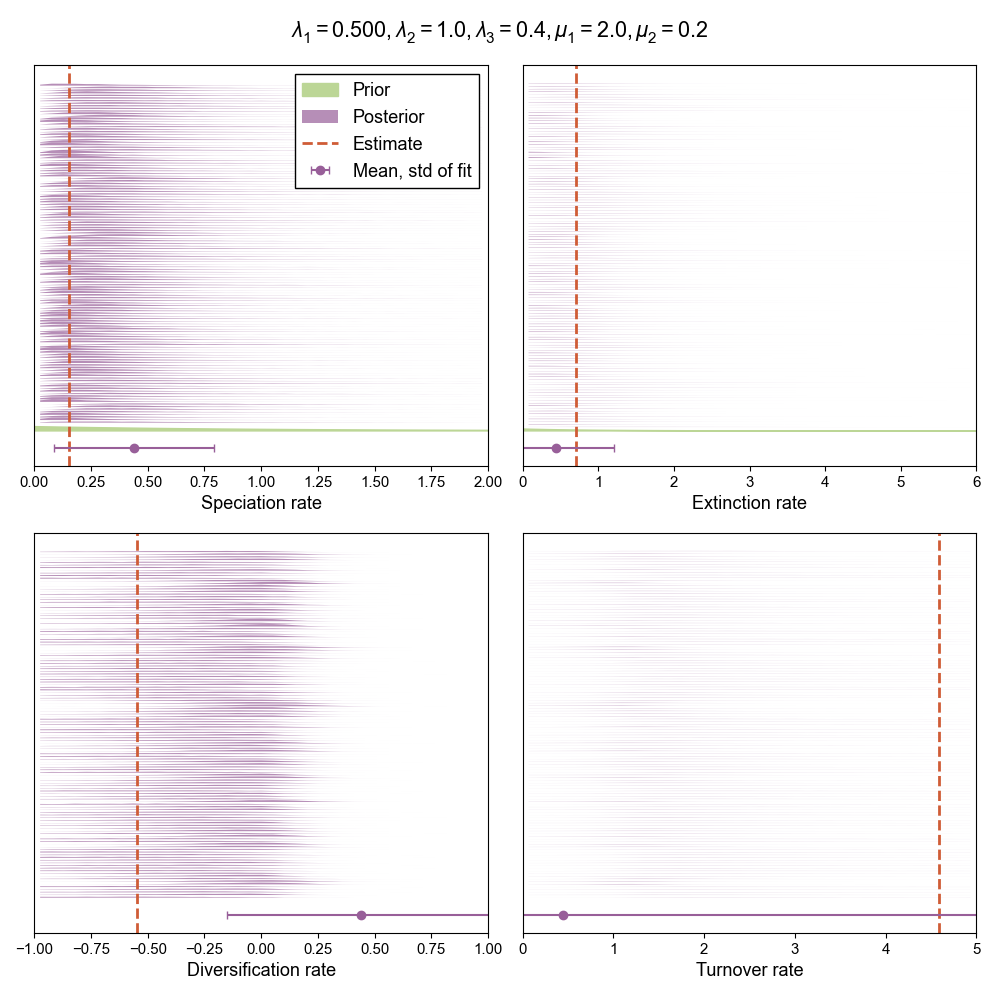 λ₁ = 0.500, λ₂ = 1.0, λ₃ = 0.4, μ₁ = 2.0, μ₂ = 0.2
Prior
Posterior
Estimate
Mean, std of fit
0.00 0.25 0.50 0.75 1.00 1.25 1.50 1.75 2.00
Speciation rate
0 1 2 3 4 5 6
Extinction rate
−1.00 −0.75 −0.50 −0.25 0.00 0.25 0.50 0.75 1.00
Diversification rate
0 1 2 3 4 5
Turnover rate